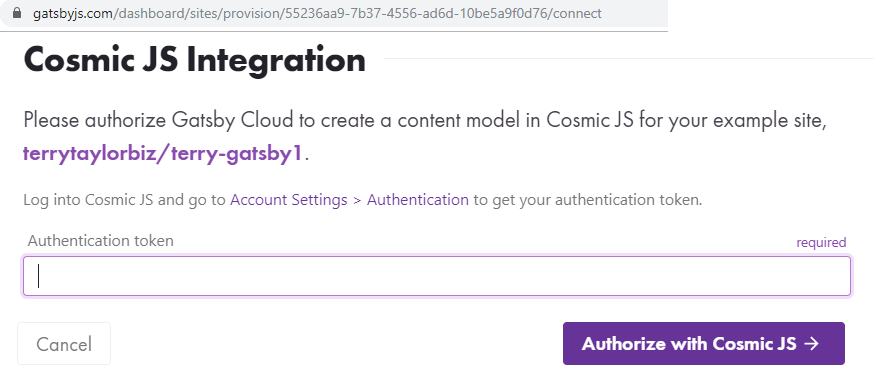 gatsbyjs.com/dashboard/sites/provision/55236aa9-7b37-4556-ad6d-10be5a9f0d76/connect
Cosmic JS Integration
Please authorize Gatsby Cloud to create a content model in Cosmic JS for your example site,
terrytaylorbiz/terry-gatsby1.
Log into Cosmic JS and go to Account Settings > Authentication to get your authentication token.
Authentication token required
Cancel Authorize with Cosmic JS →